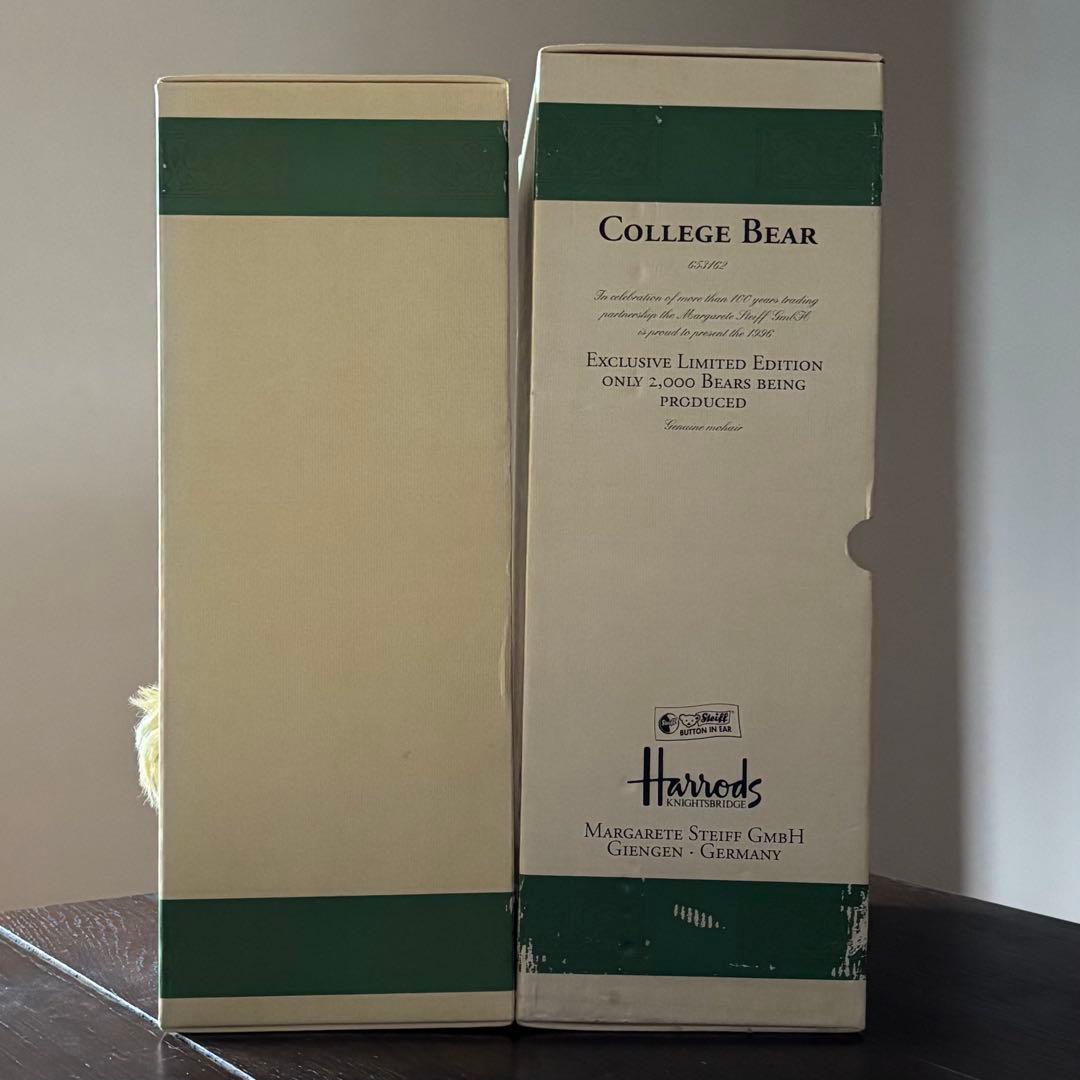 COLLEGE BEAR
653162
In celebration of more than 100 years trading
partnership the Margarete Steiff GmbH
is proud to present the 1996
EXCLUSIVE LIMITED EDITION
ONLY 2,000 BEARS BEING
PRODUCED
Genuine mohair
Steiff
BUTTON IN EAR
Harrods
KNIGHTSBRIDGE
MARGARETE STEIFF GMBH
GIENGEN · GERMANY